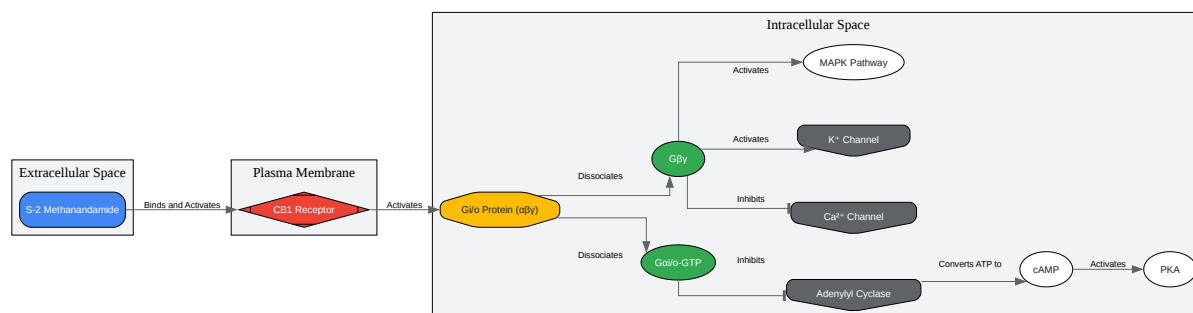 Intracellular Space
MAPK Pathway
Activates
K⁺ Channel
Activates
Gβγ
Extracellular Space
Plasma Membrane
Dissociates
Inhibits
S-2 Methanandamide
Binds and Activates
CB1 Receptor
Activates
Gi/o Protein (αβγ)
Ca²⁺ Channel
Dissociates
Gαi/o-GTP
Inhibits
Converts ATP to
cAMP
Activates
PKA
Adenylyl Cyclase